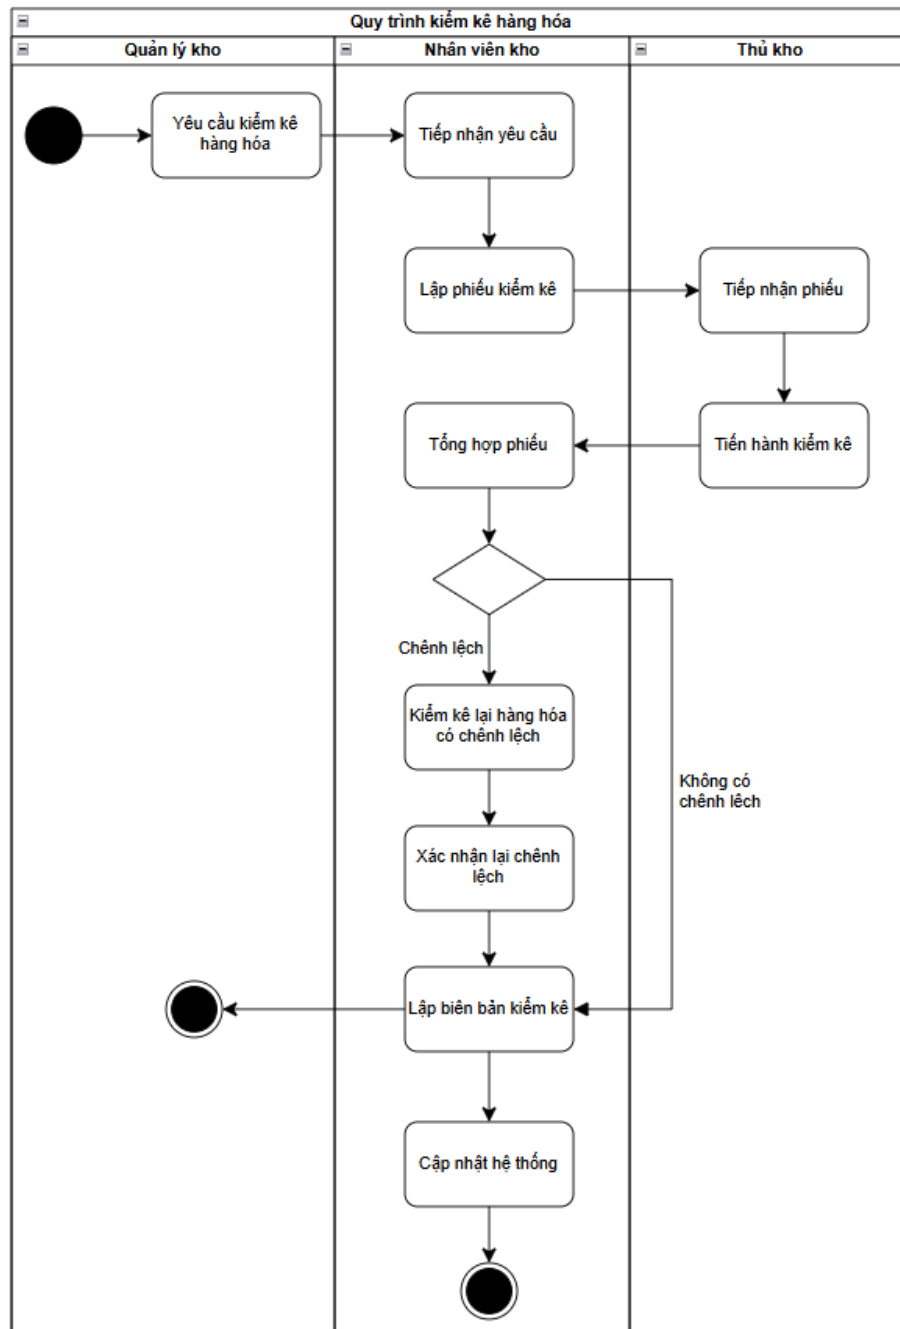 Quy trình kiểm kê hàng hóa
Quản lý kho
Nhân viên kho
Thủ kho
Yêu cầu kiểm kê
hàng hóa
Tiếp nhận yêu cầu
Lập phiếu kiểm kê
Tiếp nhận phiếu
Tổng hợp phiếu
Tiến hành kiểm kê
Chênh lệch
Kiểm kê lại hàng hóa
có chênh lệch
Không có
chênh lêch
Xác nhận lại chênh
lệch
Lập biên bản kiểm kê
Cập nhật hệ thống